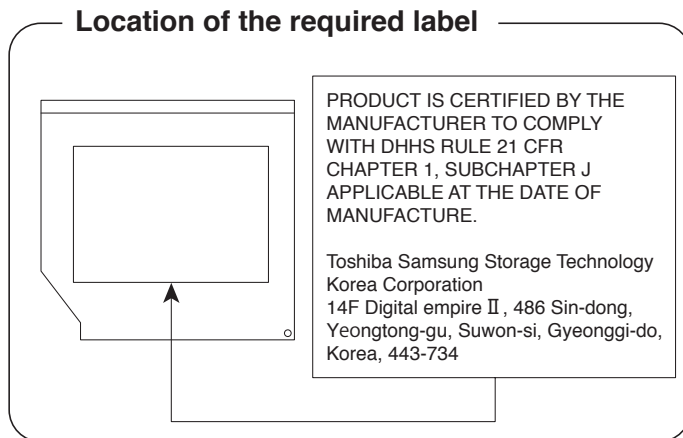 Location of the required label
PRODUCT IS CERTIFIED BY THE
MANUFACTURER TO COMPLY
WITH DHHS RULE 21 CFR
CHAPTER 1, SUBCHAPTER J
APPLICABLE AT THE DATE OF
MANUFACTURE.
Toshiba Samsung Storage Technology
Korea Corporation
14F Digital empire Ⅱ, 486 Sin-dong,
Yeongtong-gu, Suwon-si, Gyeonggi-do,
Korea, 443-734